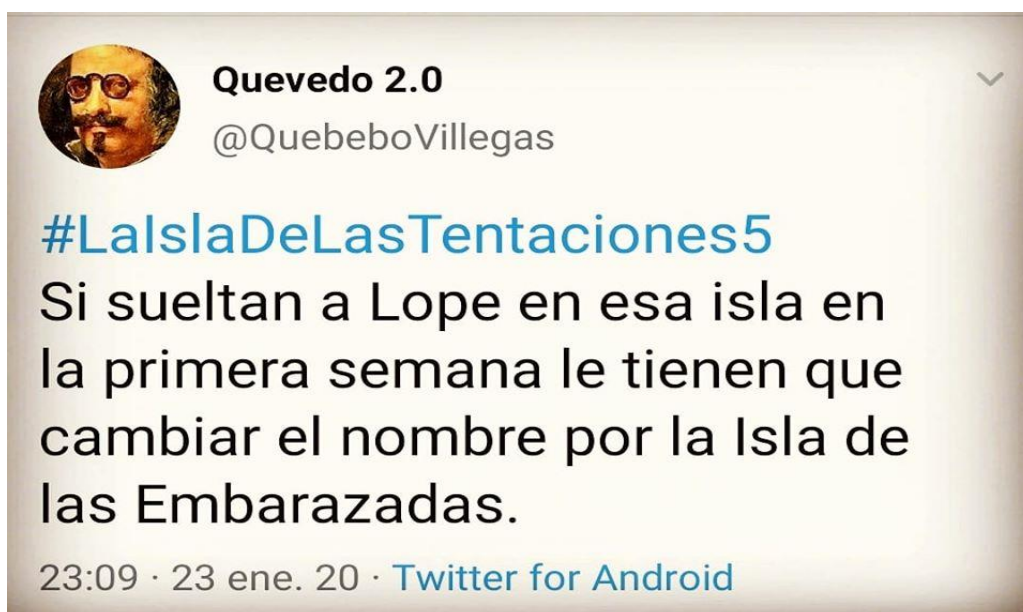 Quevedo 2.0
@QuebeboVillegas
#LaIslaDeLasTentaciones5
Si sueltan a Lope en esa isla en
la primera semana le tienen que
cambiar el nombre por la Isla de
las Embarazadas.
23:09 · 23 ene. 20 · Twitter for Android